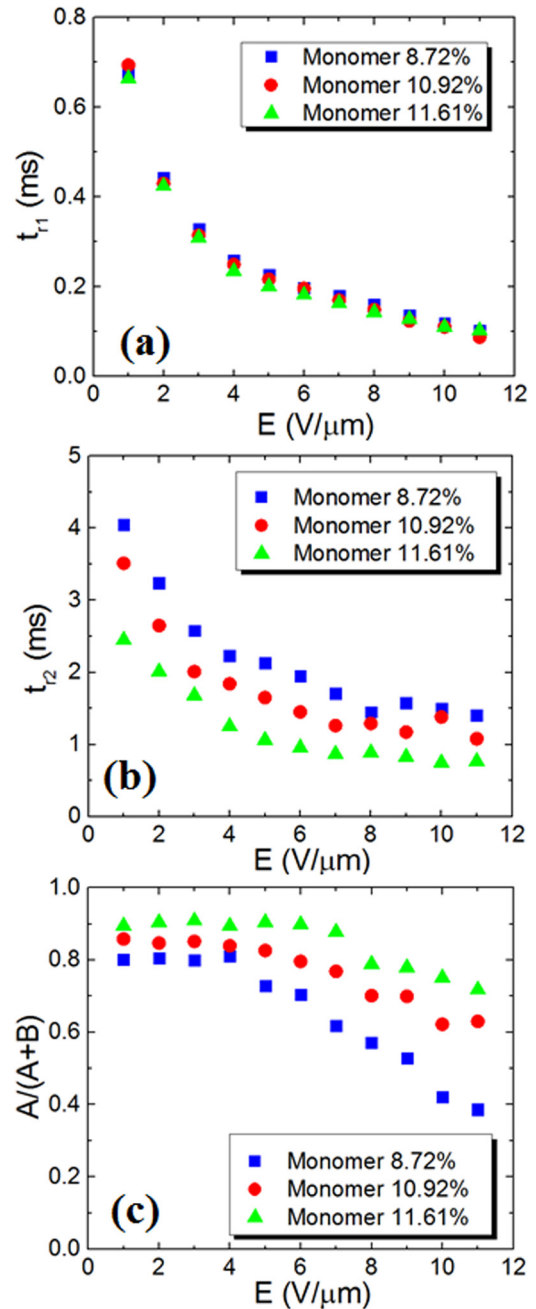 0.8
Monomer 8.72%
Monomer 10.92%
Monomer 11.61%
0.6
t_r1 (ms)
0.4
0.2
(a)
0.0
0 2 4 6 8 10 12
E (V/μm)
5
Monomer 8.72%
Monomer 10.92%
Monomer 11.61%
4
3
t_r2 (ms)
2
1
(b)
0
0 2 4 6 8 10 12
E (V/μm)
1.0
0.8
0.6
A/(A+B)
0.4
Monomer 8.72%
0.2
Monomer 10.92%
(c)
Monomer 11.61%
0.0
0 2 4 6 8 10 12
E (V/μm)